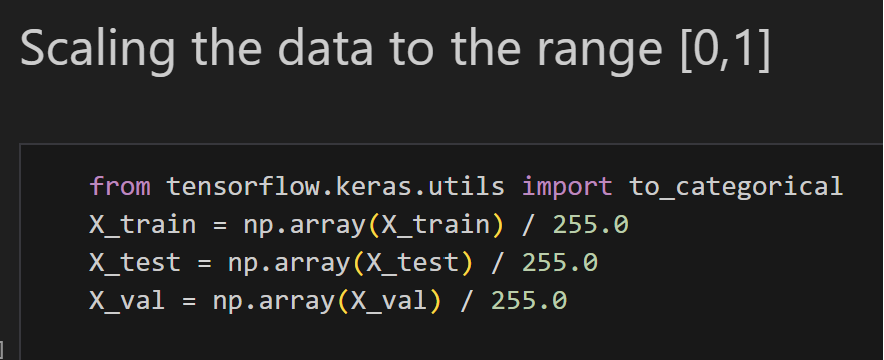 Scaling the data to the range [0,1]
from tensorflow.keras.utils import to_categorical
X_train = np.array(X_train) / 255.0
X_test = np.array(X_test) / 255.0
X_val = np.array(X_val) / 255.0
]